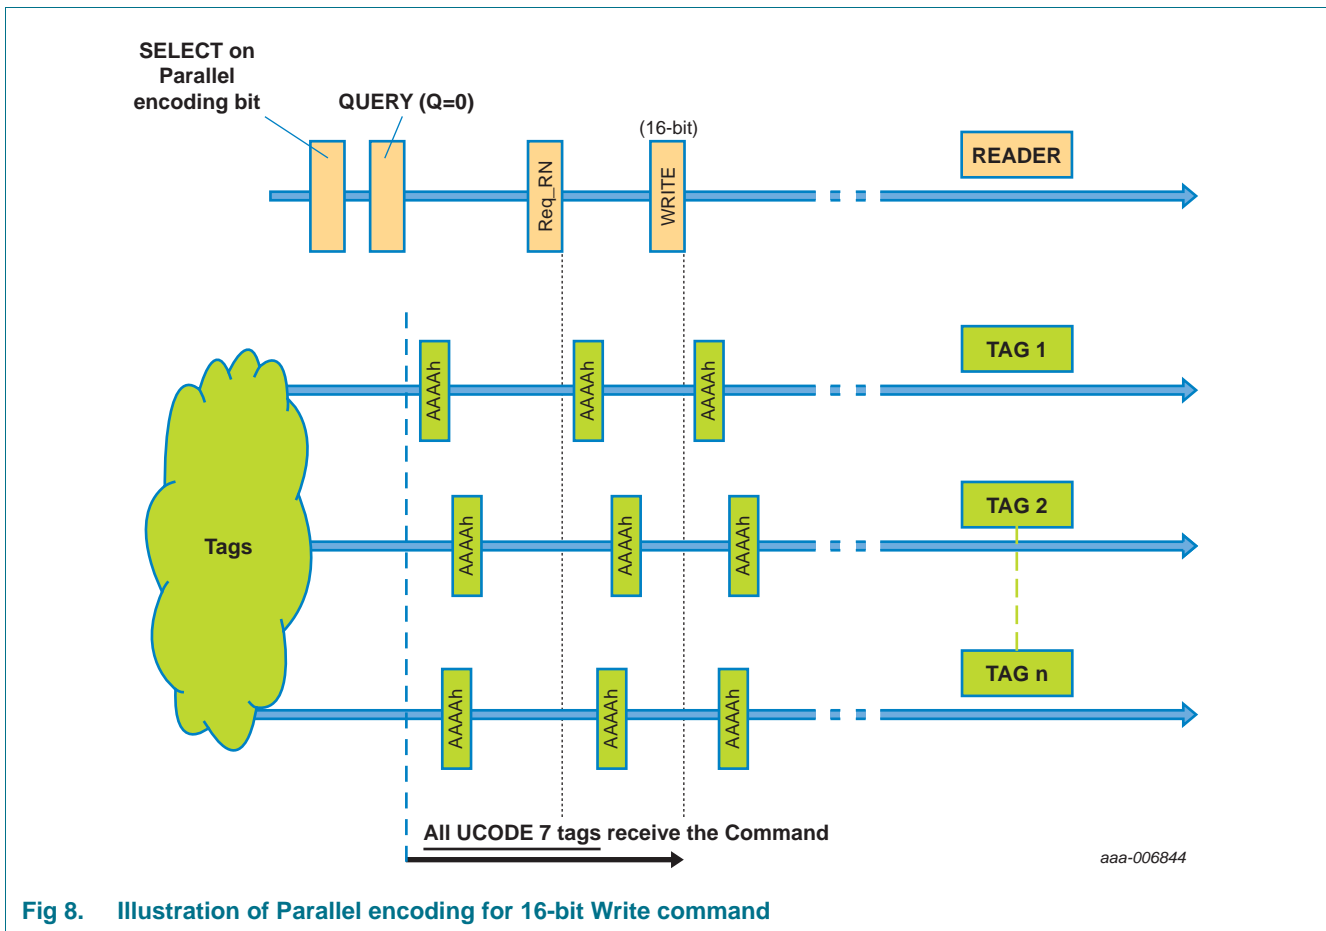 SELECT on
Parallel
encoding bit
QUERY (Q=0)
(16-bit)
READER
Req_RN
WRITE
TAG 1
AAAAh
AAAAh
AAAAh
TAG 2
Tags
AAAAh
AAAAh
AAAAh
TAG n
AAAAh
AAAAh
AAAAh
All UCODE 7 tags receive the Command
aaa-006844
Fig 8. Illustration of Parallel encoding for 16-bit Write command